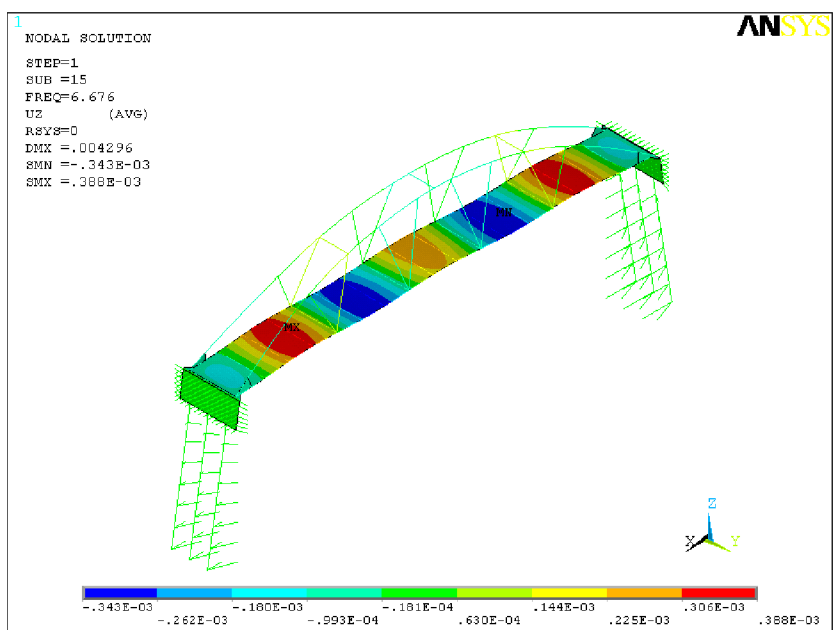 1
ANSYS
NODAL SOLUTION
STEP=1
SUB =15
FREQ=6.676
UZ (AVG)
RSYS=0
DMX =.004296
SMN =-.343E-03
SMX =.388E-03
MN
MX
Z
X Y
-.343E-03 -.180E-03 -.181E-04 .144E-03 .306E-03
-.262E-03 -.993E-04 .630E-04 .225E-03 .388E-03